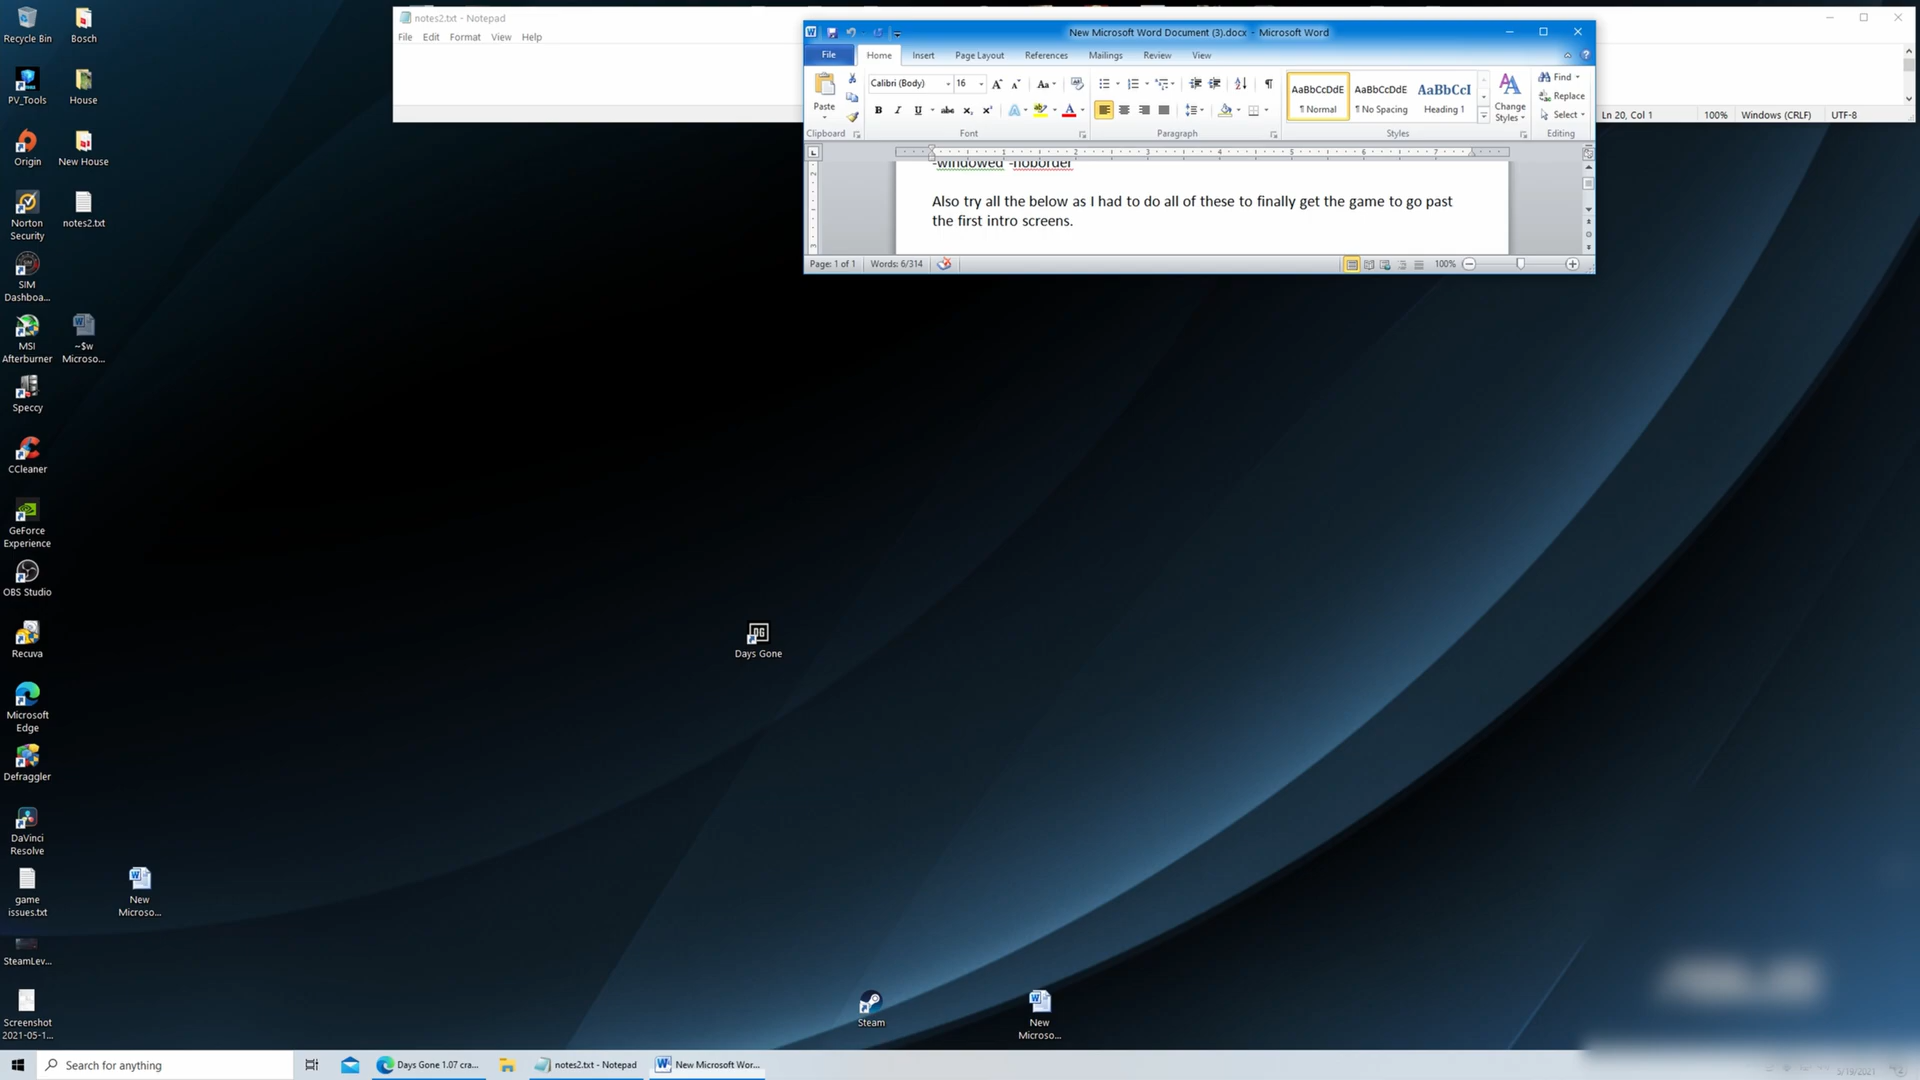 Recycle Bin
Bosch
PV_Tools
House
Origin
New House
Norton
Security
notes2.txt
SIM
Dashboa...
MSI
Afterburner
~$w
Microso...
Speccy
CCleaner
GeForce
Experience
OBS Studio
Recuva
Microsoft
Edge
Defraggler
DaVinci
Resolve
game
issues.txt
New
Microso...
SteamLev...
Screenshot
2021-05-1...
notes2.txt - Notepad
File Edit Format View Help
Ln 20, Col 1 100% Windows (CRLF) UTF-8
New Microsoft Word Document (3).docx - Microsoft Word
File Home Insert Page Layout References Mailings Review View
Paste
Clipboard
Calibri (Body) 16
Font
Paragraph
AaBbCcDdE AaBbCcDdE AaBbCcI
¶ Normal ¶ No Spacing Heading 1
Change
Styles
Styles
Find
Replace
Select
Editing
-windowed -noborder
Also try all the below as I had to do all of these to finally get the game to go past
the first intro screens.
Page: 1 of 1 Words: 6/314 100%
Days Gone
Steam
New
Microso...
Search for anything
Days Gone 1.07 cra...
notes2.txt - Notepad
New Microsoft Wor...
5/19/2021